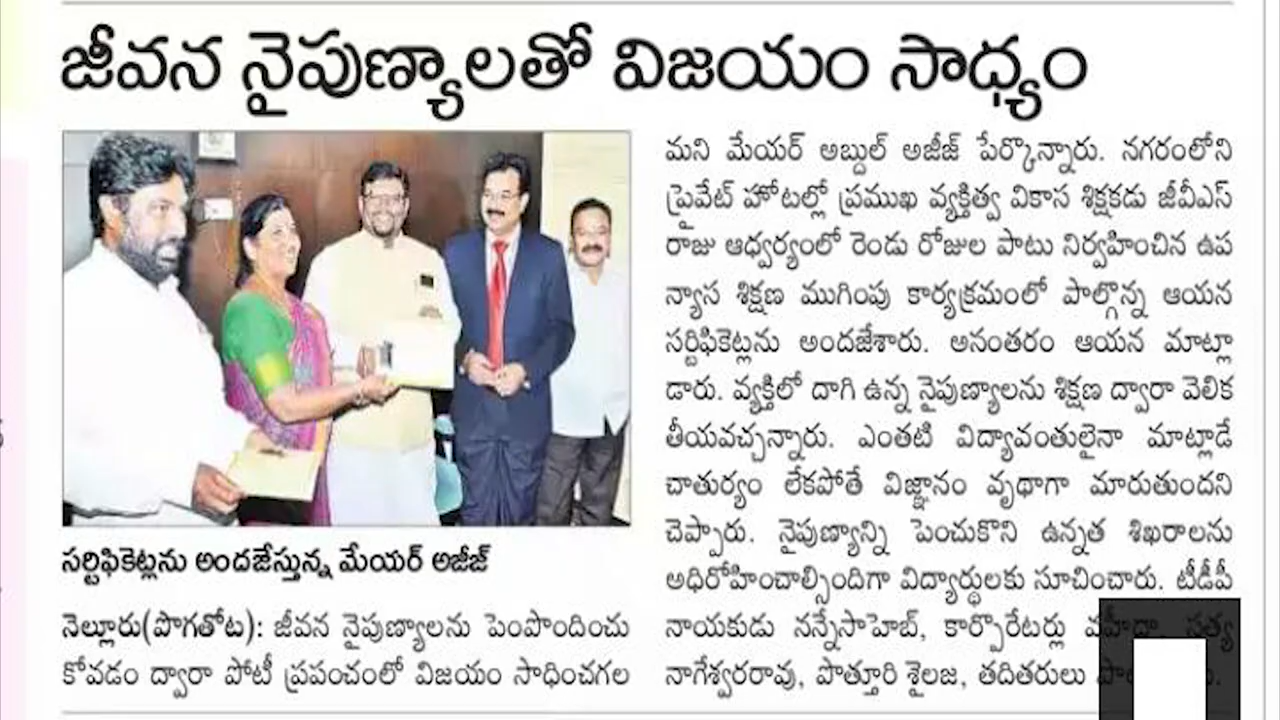 జీవన నైపుణ్యాలతో విజయం సాధ్యం
సర్టిఫికెట్లను అందజేస్తున్న మేయర్ అజీజ్
నెల్లూరు(పొగతోట): జీవన నైపుణ్యాలను పెంపొందించు
కోవడం ద్వారా పోటీ ప్రపంచంలో విజయం సాధించగల
మని మేయర్ అబ్దుల్ అజీజ్ పేర్కొన్నారు. నగరంలోని
ప్రైవేట్ హోటల్లో ప్రముఖ వ్యక్తిత్వ వికాస శిక్షకడు జీవీఎస్
రాజు ఆధ్వర్యంలో రెండు రోజుల పాటు నిర్వహించిన ఉప
న్యాస శిక్షణ ముగింపు కార్యక్రమంలో పాల్గొన్న ఆయన
సర్టిఫికెట్లను అందజేశారు. అనంతరం ఆయన మాట్లా
డారు. వ్యక్తిలో దాగి ఉన్న నైపుణ్యాలను శిక్షణ ద్వారా వెలిక
తీయవచ్చన్నారు. ఎంతటి విద్యావంతులైనా మాట్లాడే
చాతుర్యం లేకపోతే విజ్ఞానం వృథాగా మారుతుందని
చెప్పారు. నైపుణ్యాన్ని పెంచుకొని ఉన్నత శిఖరాలను
అధిరోహించాల్సిందిగా విద్యార్థులకు సూచించారు. టీడీపీ
నాయకుడు నన్నేసాహెబ్, కార్పొరేటర్లు వహీదా, సత్య
నాగేశ్వరరావు, పొత్తూరి శైలజ, తదితరులు